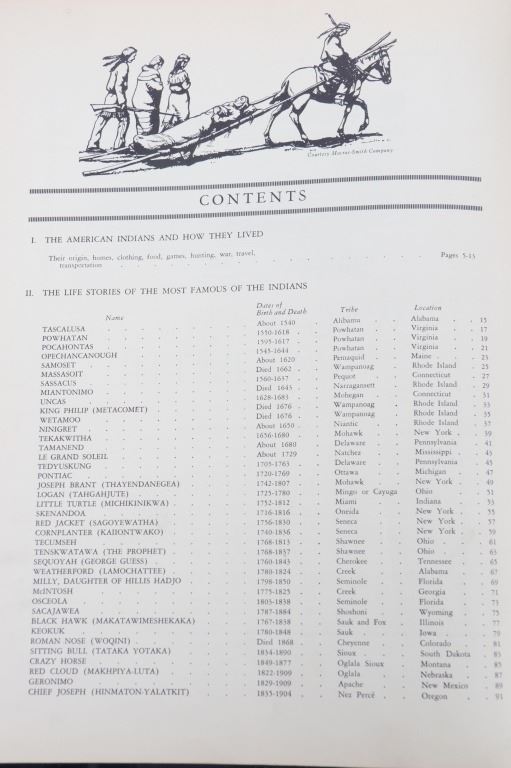 Courtesy Macrae-Smith Company
CONTENTS
I. THE AMERICAN INDIANS AND HOW THEY LIVED
Their origin, homes, clothing, food, games, hunting, war, travel,
transportation . . . . . . . . Pages 5-13
II. THE LIFE STORIES OF THE MOST FAMOUS OF THE INDIANS
Dates of
Name Birth and Death Tribe Location
TASCALUSA About 1540 Alibama Alabama 15
POWHATAN 1550-1618 Powhatan Virginia 17
POCAHONTAS 1595-1617 Powhatan Virginia 19
OPECHANCANOUGH 1545-1644 Powhatan Virginia 21
SAMOSET About 1620 Pemaquid Maine 23
MASSASOIT Died 1662 Wampanoag Rhode Island 25
SASSACUS 1560-1637 Pequot Connecticut 27
MIANTONIMO Died 1643 Narragansett Rhode Island 29
UNCAS 1628-1683 Mohegan Connecticut 31
KING PHILIP (METACOMET) Died 1676 Wampanoag Rhode Island 33
WETAMOO Died 1676 Wampanoag Rhode Island 35
NINIGRET About 1650 Niantic Rhode Island 37
TEKAKWITHA 1656-1680 Mohawk New York 39
TAMANEND About 1680 Delaware Pennsylvania 41
LE GRAND SOLEIL About 1729 Natchez Mississippi 43
TEDYUSKUNG 1705-1763 Delaware Pennsylvania 45
PONTIAC 1720-1769 Ottawa Michigan 47
JOSEPH BRANT (THAYENDANEGEA) 1742-1807 Mohawk New York 49
LOGAN (TAHGAHJUTE) 1725-1780 Mingo or Cayuga Ohio 51
LITTLE TURTLE (MICHIKINIKWA) 1752-1812 Miami Indiana 53
SKENANDOA 1716-1816 Oneida New York 55
RED JACKET (SAGOYEWATHA) 1756-1830 Seneca New York 57
CORNPLANTER (KAIIONTWAKO) 1740-1836 Seneca New York 59
TECUMSEH 1768-1813 Shawnee Ohio 61
TENSKWATAWA (THE PROPHET) 1768-1837 Shawnee Ohio 63
SEQUOYAH (GEORGE GUESS) 1760-1843 Cherokee Tennessee 65
WEATHERFORD (LAMOCHATTEE) 1780-1824 Creek Alabama 67
MILLY, DAUGHTER OF HILLIS HADJO 1798-1850 Seminole Florida 69
McINTOSH 1775-1825 Creek Georgia 71
OSCEOLA 1803-1838 Seminole Florida 73
SACAJAWEA 1787-1884 Shoshoni Wyoming 75
BLACK HAWK (MAKATAWIMESHEKAKA) 1767-1838 Sauk and Fox Illinois 77
KEOKUK 1780-1848 Sauk Iowa 79
ROMAN NOSE (WOQINI) Died 1868 Cheyenne Colorado 81
SITTING BULL (TATAKA YOTAKA) 1834-1890 Sioux South Dakota 83
CRAZY HORSE 1849-1877 Oglala Sioux Montana 85
RED CLOUD (MAKHPIYA-LUTA) 1822-1909 Oglala Nebraska 87
GERONIMO 1829-1909 Apache New Mexico 89
CHIEF JOSEPH (HINMATON-YALATKIT) 1835-1904 Nez Percé Oregon 91